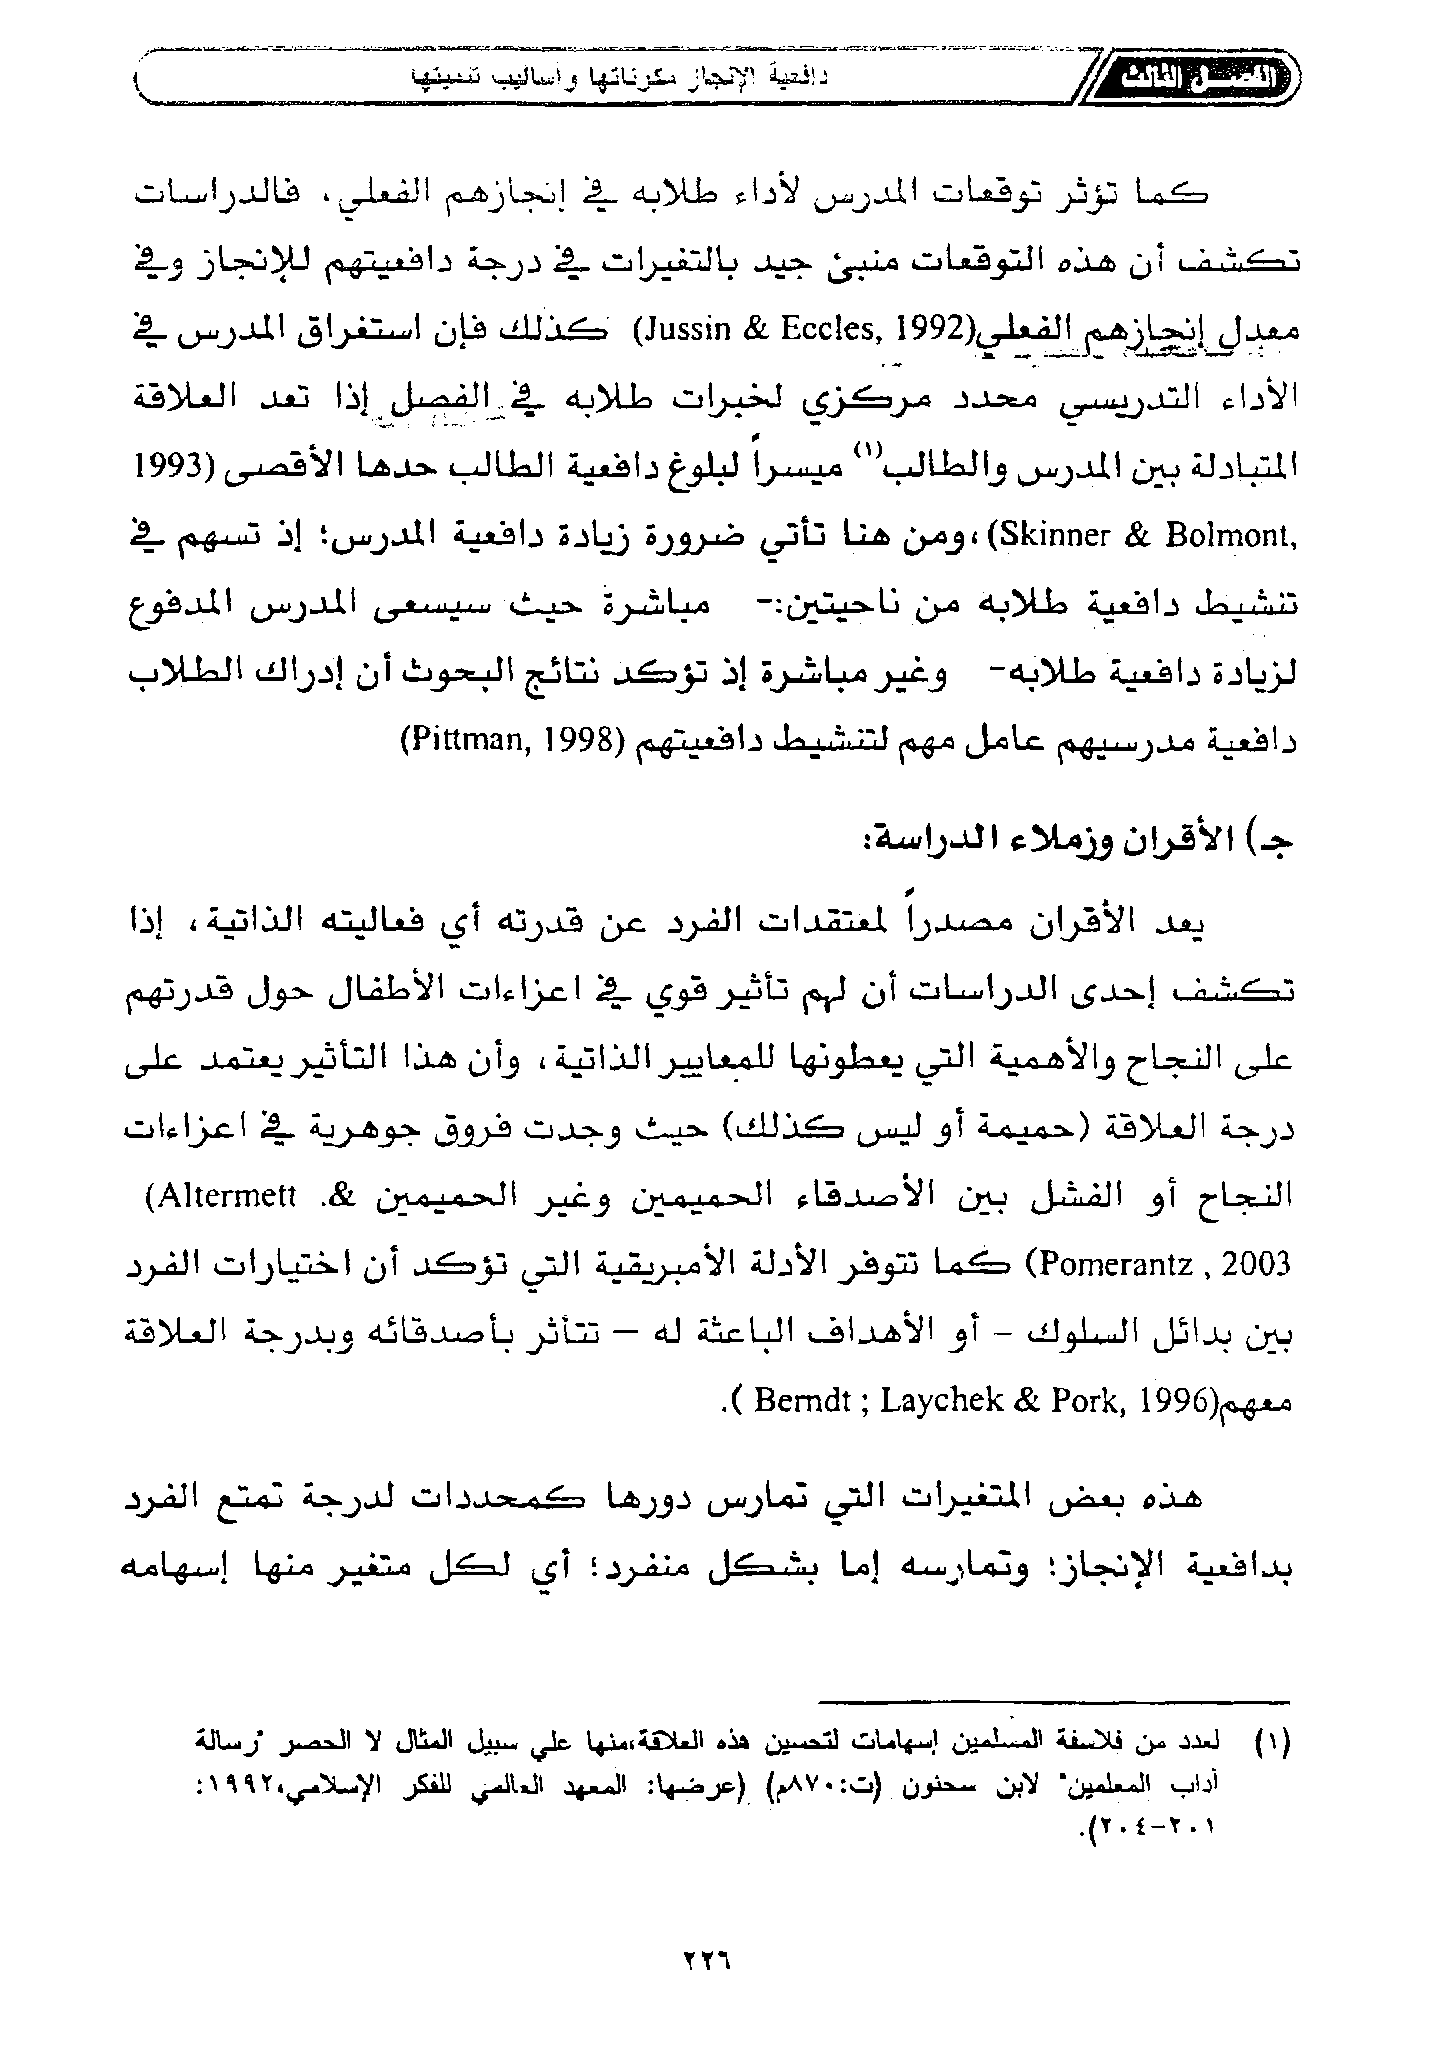 الفصل الثالث
دافعية الإنجاز مكوناتها وأساليب تنميتها
كما تؤثر توقعات المدرس لأداء طلابه في إنجازهم الفعلي، فالدراسات
تكشف أن هذه التوقعات منبئ جيد بالتغيرات في درجة دافعيتهم للإنجاز وفي
معدل إنجازهم الفعلي(Jussin & Eccles, 1992) كذلك فإن استغراق المدرس في
الأداء التدريسي محدد مركزي لخبرات طلابه في الفصل إذا تعد العلاقة
المتبادلة بين المدرس والطالب(١) ميسراً لبلوغ دافعية الطالب حدها الأقصى (1993
Skinner & Bolmont,)، ومن هنا تأتي ضرورة زيادة دافعية المدرس؛ إذ تسهم في
تنشيط دافعية طلابه من ناحيتين:- مباشرة حيث سيسعى المدرس المدفوع
لزيادة دافعية طلابه- وغير مباشرة إذ تؤكد نتائج البحوث أن إدراك الطلاب
دافعية مدرسيهم عامل مهم لتنشيط دافعيتهم (Pittman, 1998)
جـ) الأقران وزملاء الدراسة:
يعد الأقران مصدراً لمعتقدات الفرد عن قدرته أي فعاليته الذاتية، إذا
تكشف إحدى الدراسات أن لهم تأثير قوي في اعزاءات الأطفال حول قدرتهم
على النجاح والأهمية التي يعطونها للمعايير الذاتية، وأن هذا التأثير يعتمد على
درجة العلاقة (حميمة أو ليس كذلك) حيث وجدت فروق جوهرية في اعزاءات
النجاح أو الفشل بين الأصدقاء الحميمين وغير الحميمين &. Altermett)
Pomerantz , 2003) كما تتوفر الأدلة الأمبريقية التي تؤكد أن اختيارات الفرد
بين بدائل السلوك - أو الأهداف الباعثة له – تتأثر بأصدقائه وبدرجة العلاقة
معهم(Berndt ; Laychek & Pork, 1996 ).
هذه بعض المتغيرات التي تمارس دورها كمحددات لدرجة تمتع الفرد
بدافعية الإنجاز؛ وتمارسه إما بشكل منفرد؛ أي لكل متغير منها إسهامه
(١) لعدد من فلاسفة المسلمين إسهامات لتحسين هذه العلاقة،منها علي سبيل المثال لا الحصر "رسالة
آداب المعلمين" لابن سحنون (ت:٨٧٠م) (عرضها: المعهد العالمي للفكر الإسلامي،١٩٩٢:
٢٠١-٢٠٤).
٢٢٦